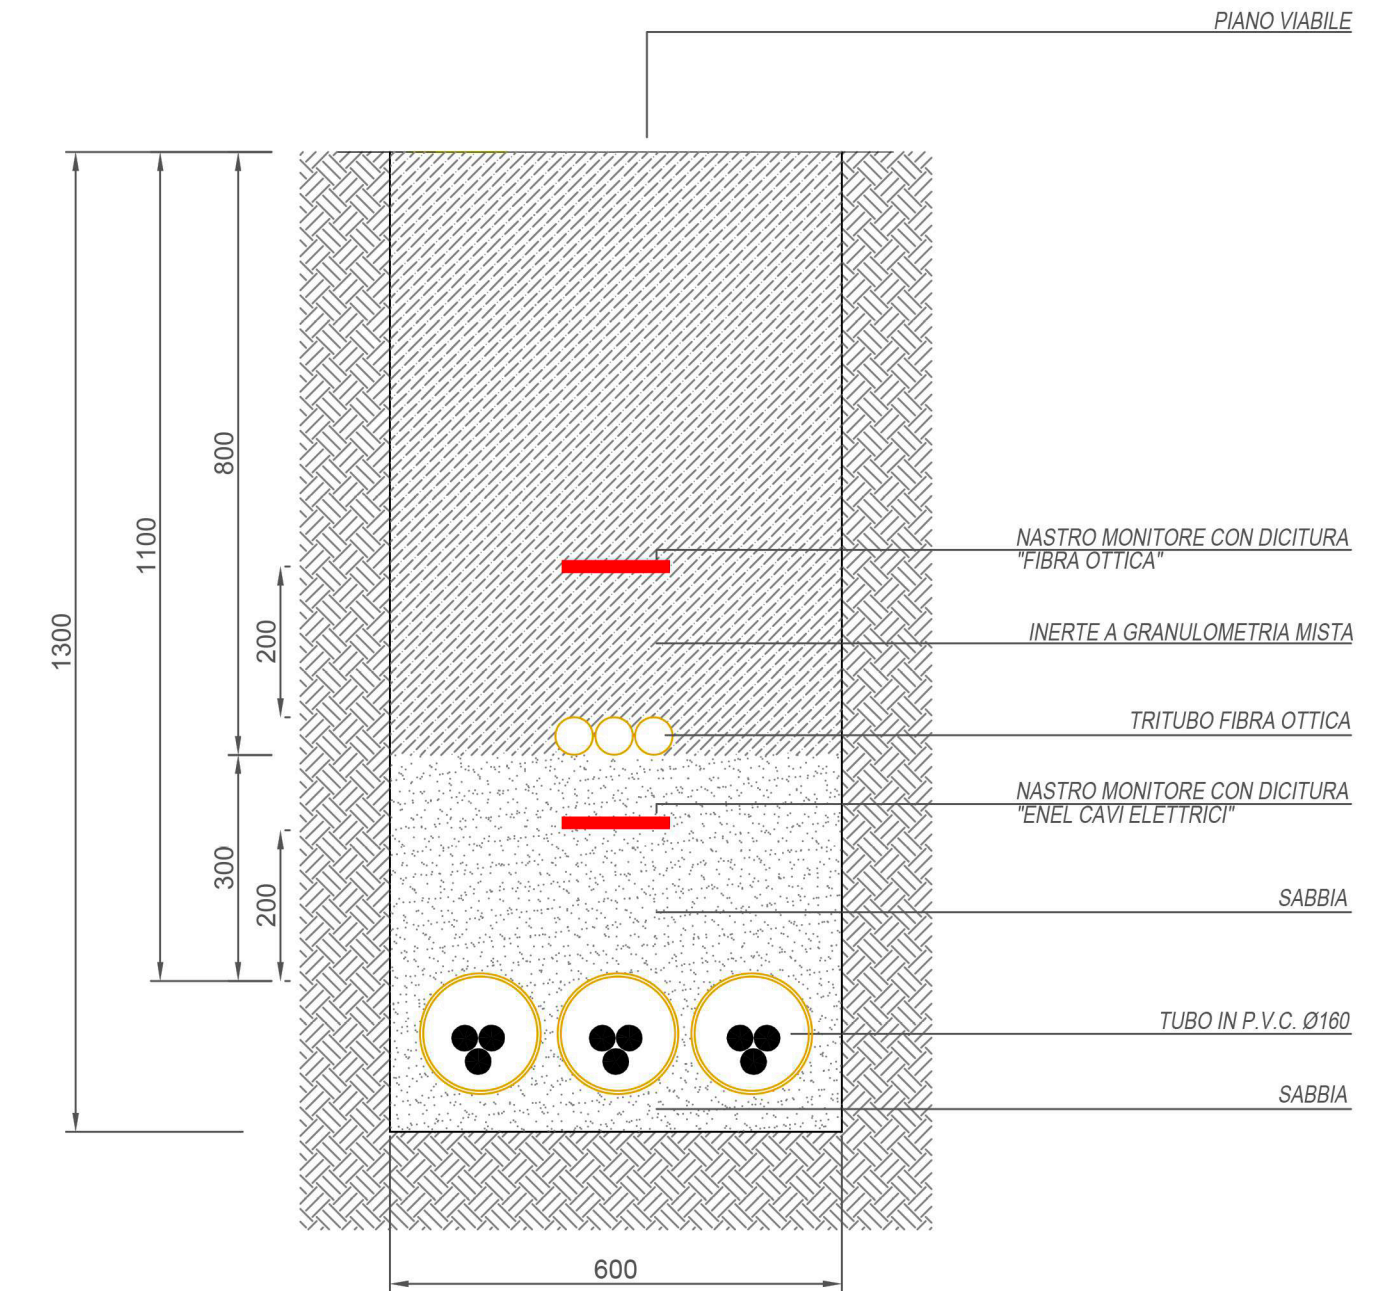 PIANO VIABILE
800
1100
1300
200
NASTRO MONITORE CON DICITURA
"FIBRA OTTICA"
INERTE A GRANULOMETRIA MISTA
TRITUBO FIBRA OTTICA
NASTRO MONITORE CON DICITURA
"ENEL CAVI ELETTRICI"
300
200
SABBIA
TUBO IN P.V.C. Ø160
SABBIA
600